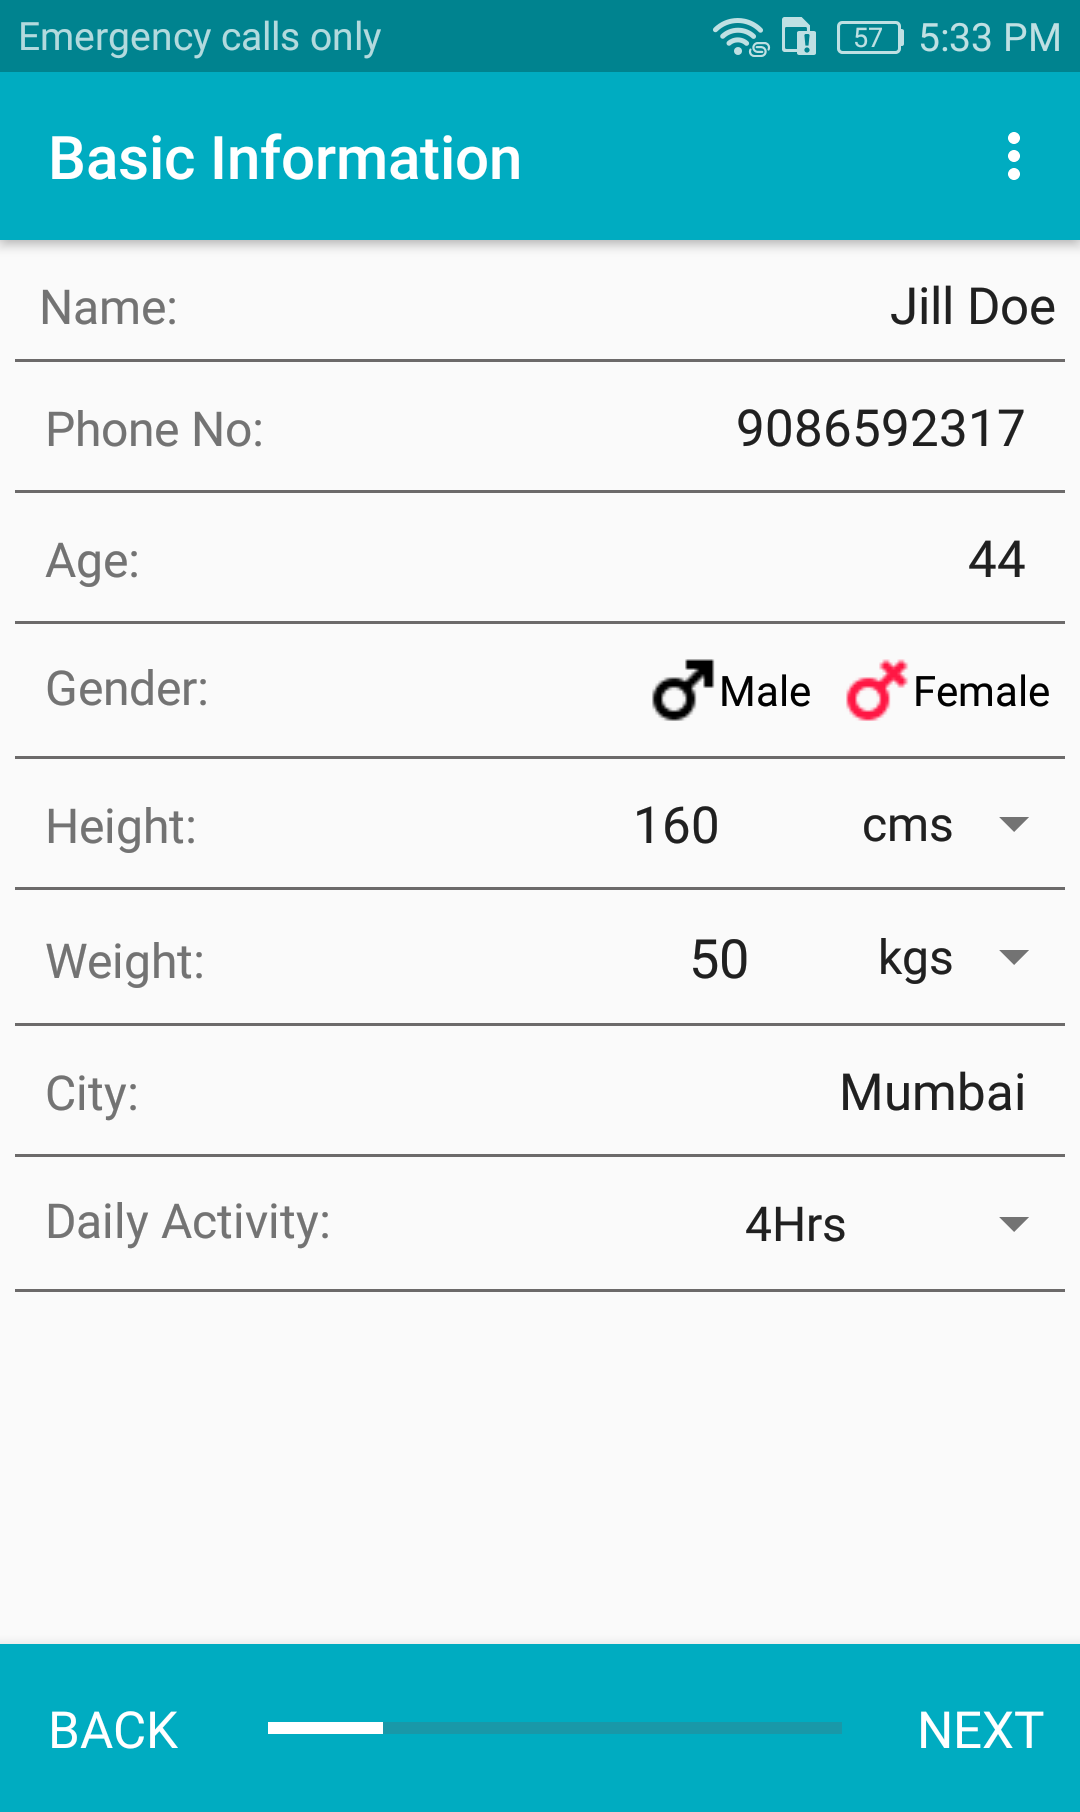 Emergency calls only 57 5:33 PM
Basic Information
Name: Jill Doe
Phone No: 9086592317
Age: 44
Gender: Male Female
Height: 160 cms
Weight: 50 kgs
City: Mumbai
Daily Activity: 4Hrs
BACK NEXT